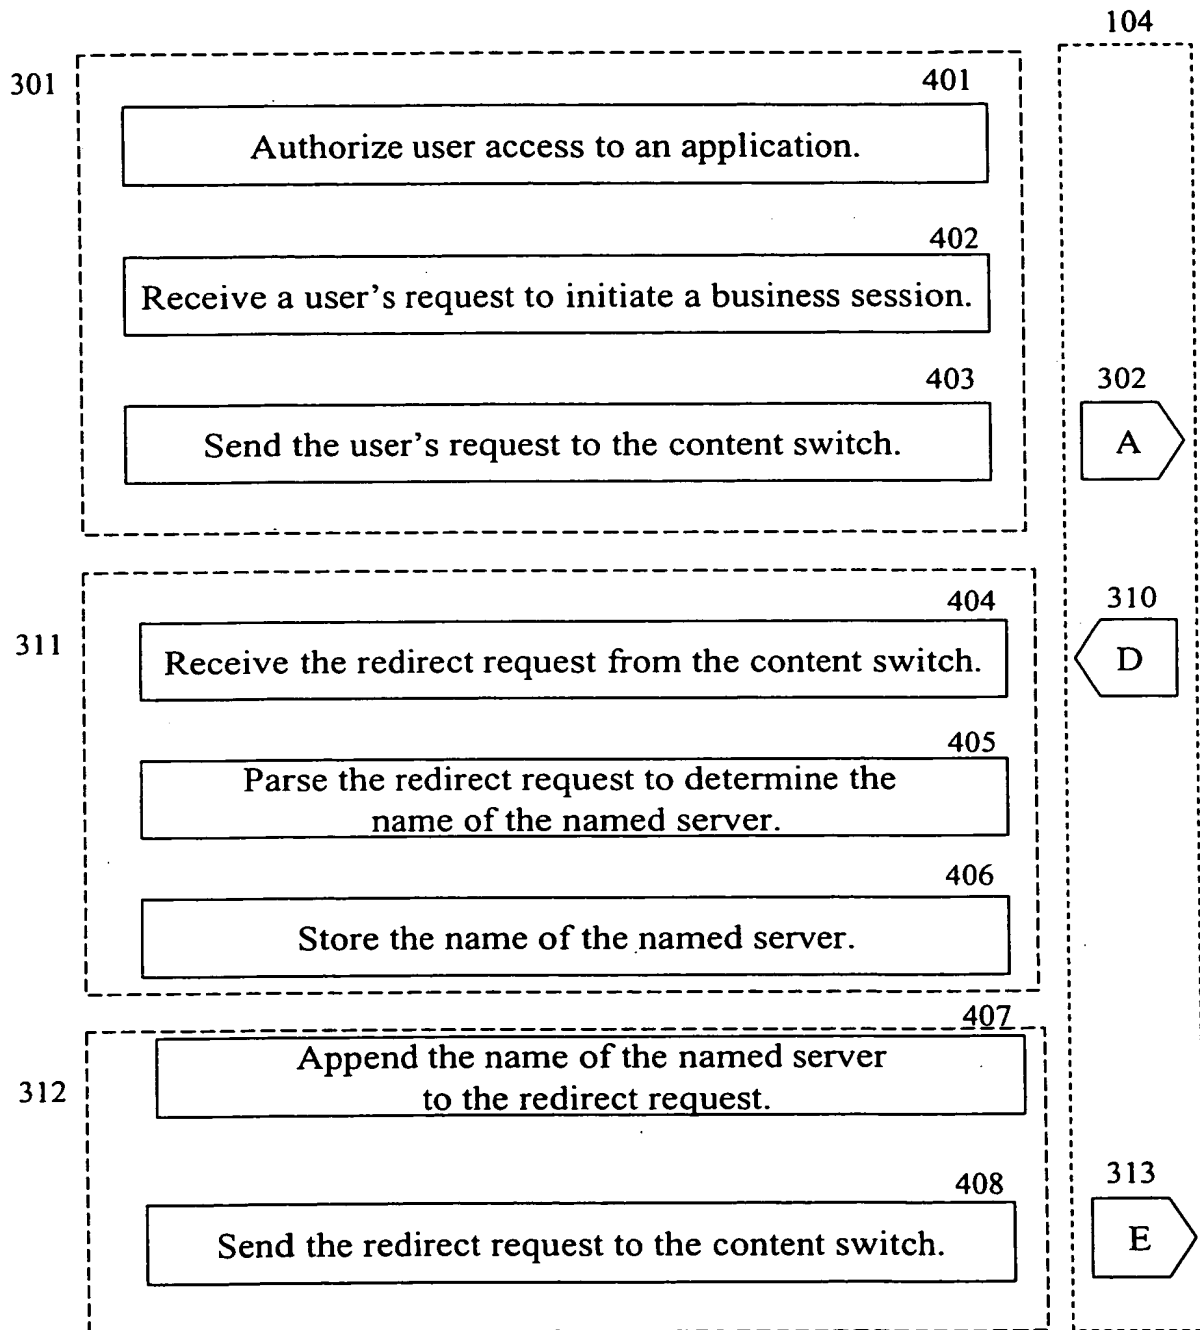 104
301
401
Authorize user access to an application.
402
Receive a user's request to initiate a business session.
403
302
Send the user's request to the content switch.
A
404
310
311
Receive the redirect request from the content switch.
D
405
Parse the redirect request to determine the
name of the named server.
406
Store the name of the named server.
407
312
Append the name of the named server
to the redirect request.
408
313
Send the redirect request to the content switch.
E